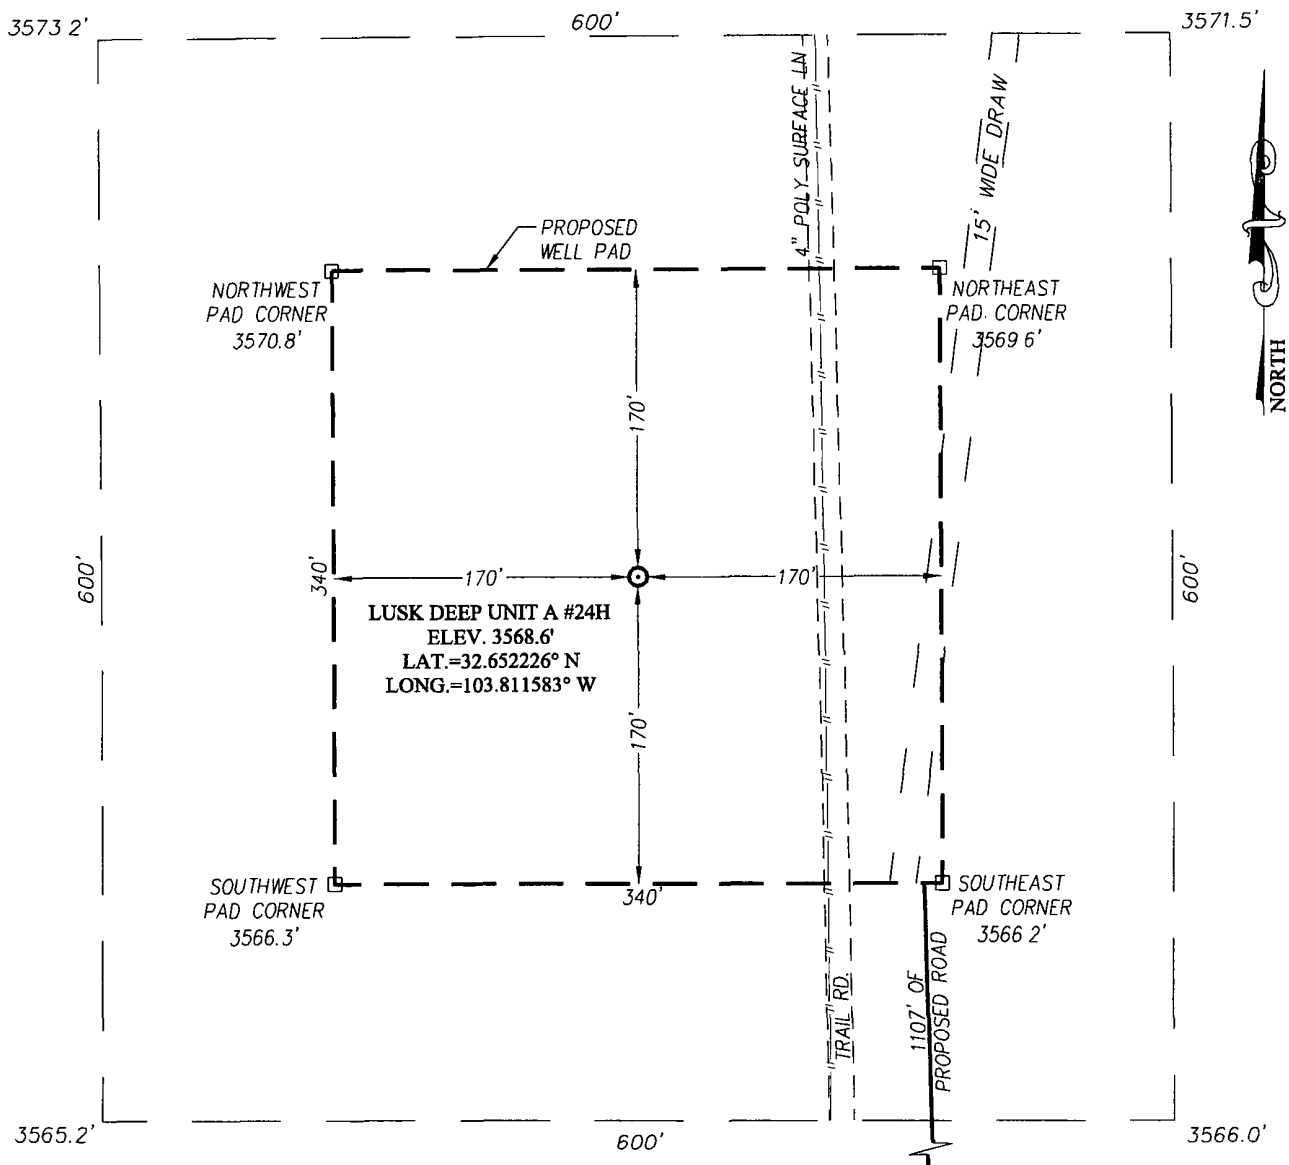 3573 2'
600'
3571.5'
4" POLY SURFACE LN
15' WIDE DRAW
PROPOSED
WELL PAD
NORTHWEST
PAD CORNER
3570.8'
NORTHEAST
PAD CORNER
3569 6'
NORTH
170'
600'
340'
170'
170'
600'
LUSK DEEP UNIT A #24H
ELEV. 3568.6'
LAT.=32.652226° N
LONG.=103.811583° W
170'
SOUTHWEST
PAD CORNER
3566.3'
340'
SOUTHEAST
PAD CORNER
3566 2'
TRAIL RD.
1107' OF
PROPOSED ROAD
3565.2'
600'
3566.0'